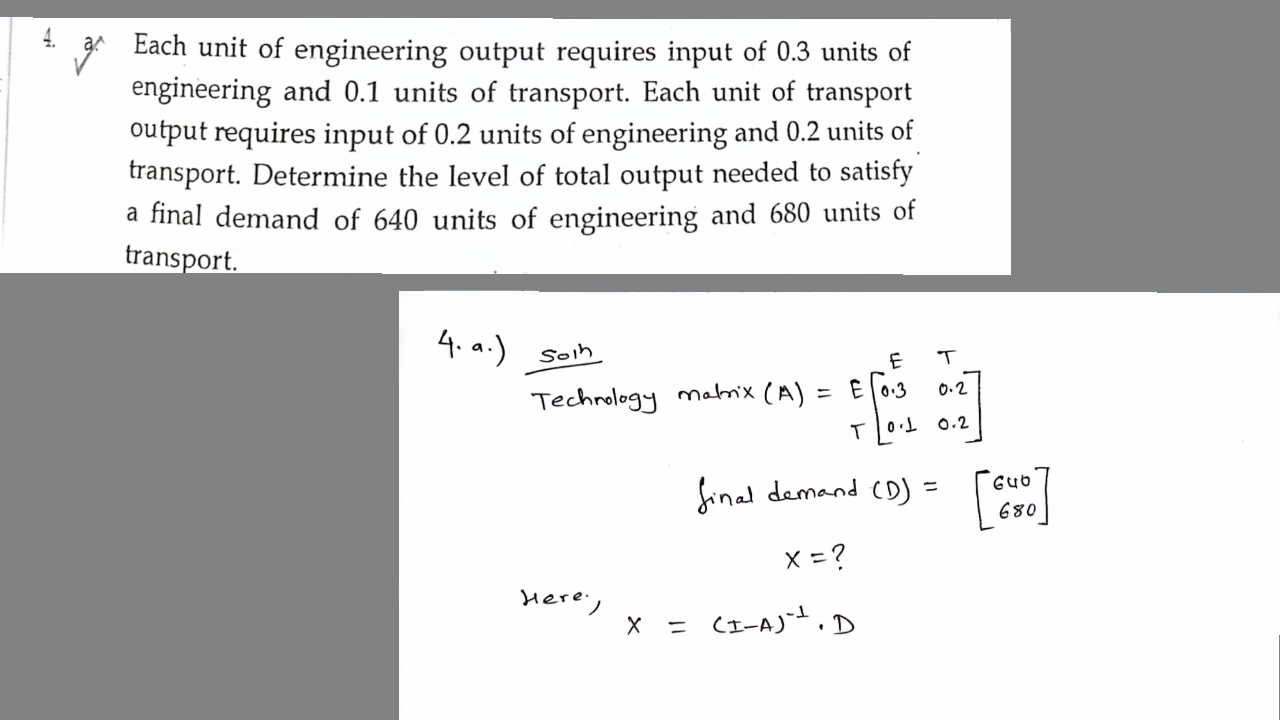 4. a. Each unit of engineering output requires input of 0.3 units of
engineering and 0.1 units of transport. Each unit of transport
output requires input of 0.2 units of engineering and 0.2 units of
transport. Determine the level of total output needed to satisfy
a final demand of 640 units of engineering and 680 units of
transport.
4. a.) Soln
E T
Technology matrix (A) = E [0.3 0.2]
T [0.1 0.2]
final demand (D) = [640
680]
X = ?
Here,
X = (I-A)⁻¹ . D